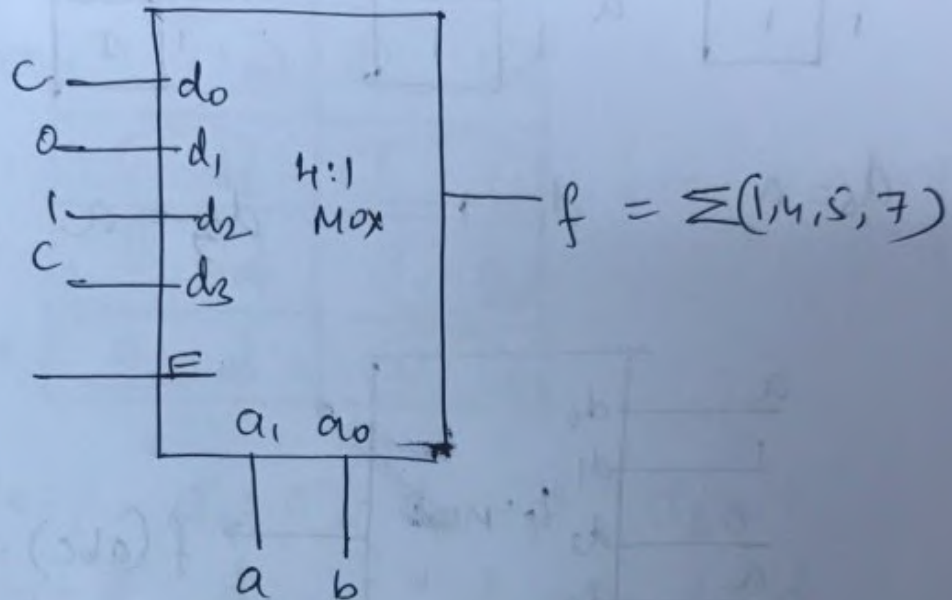 C d0
0 d1
1 d2
C d3
4:1
MUX
f = Σ(1,4,5,7)
E
a1 a0
a b